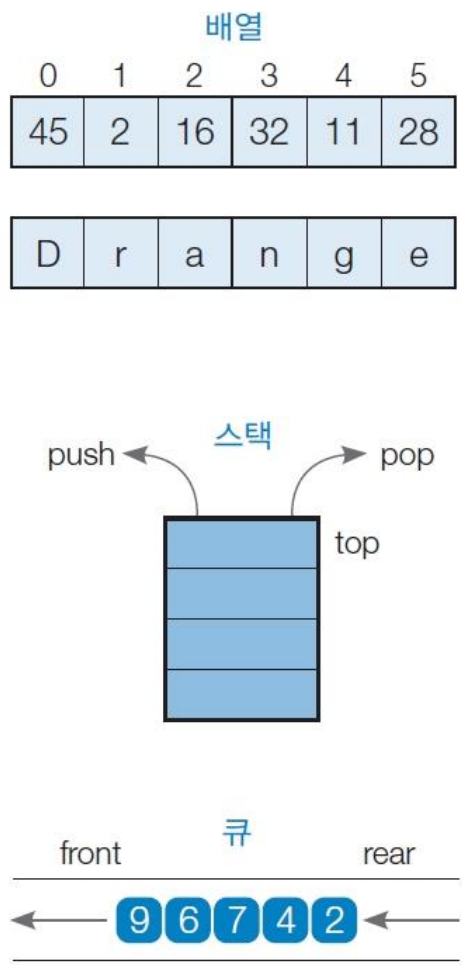 배열
0 1 2 3 4 5
45 2 16 32 11 28
D r a n g e
스택
push pop
top
큐
front rear
9 6 7 4 2